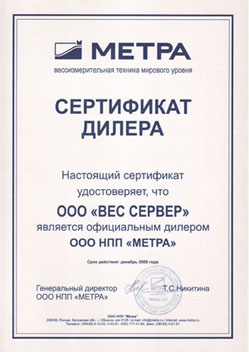 МЕТРА
весоизмерительная техника мирового уровня
СЕРТИФИКАТ
ДИЛЕРА
Настоящий сертификат
удостоверяет, что
ООО «ВЕС СЕРВЕР»
является официальным дилером
ООО НПП «МЕТРА»
Срок действия: декабрь 2008 года
Генеральный директор
ООО НПП «МЕТРА»
Т.С.Никитина
ООО НПП "Метра"